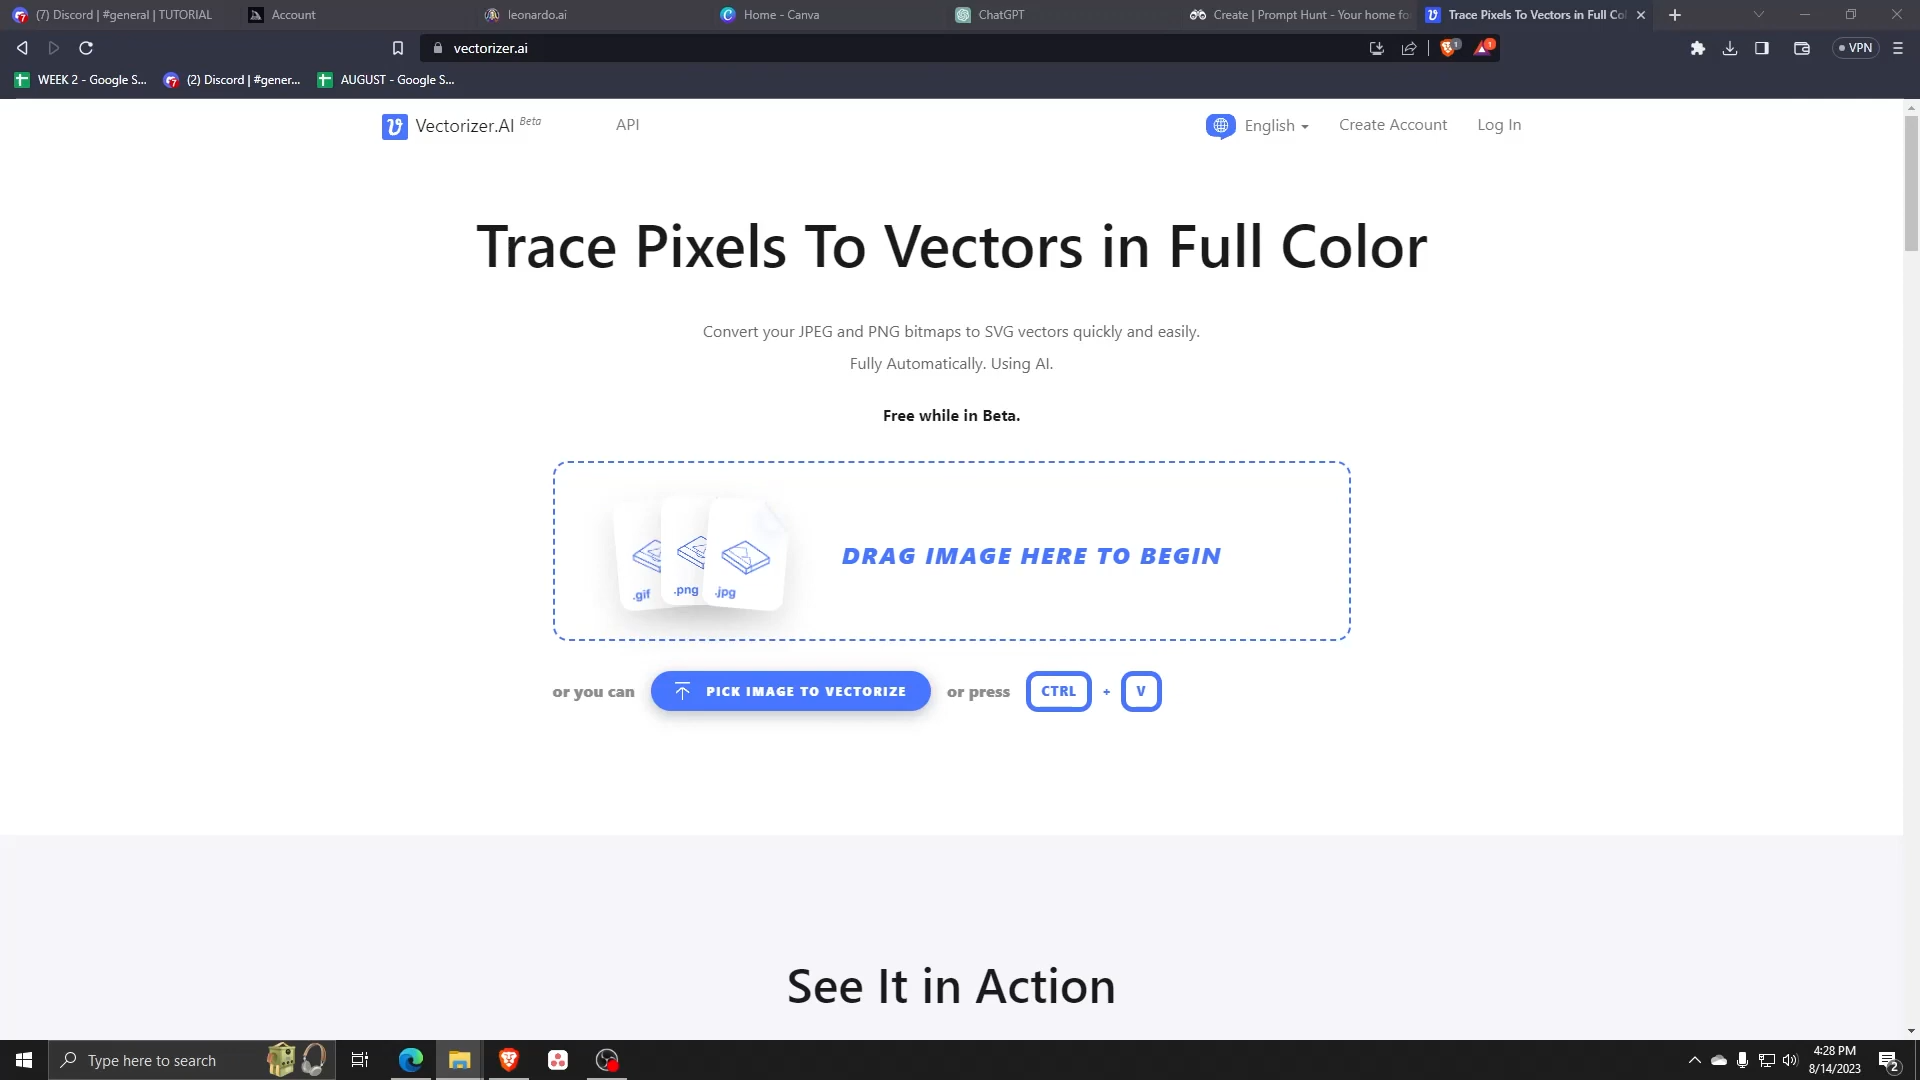 (7) Discord | #general | TUTORIAL
Account
leonardo.ai
Home - Canva
ChatGPT
Create | Prompt Hunt - Your home fo
Trace Pixels To Vectors in Full Col
vectorizer.ai
1
1
VPN
WEEK 2 - Google S...
(2) Discord | #gener...
AUGUST - Google S...
Vectorizer.AI Beta
API
English
Create Account
Log In
Trace Pixels To Vectors in Full Color
Convert your JPEG and PNG bitmaps to SVG vectors quickly and easily.
Fully Automatically. Using AI.
Free while in Beta.
.gif
.png
.jpg
DRAG IMAGE HERE TO BEGIN
or you can
PICK IMAGE TO VECTORIZE
or press
CTRL
+
V
See It in Action
Type here to search
4:28 PM
8/14/2023
2